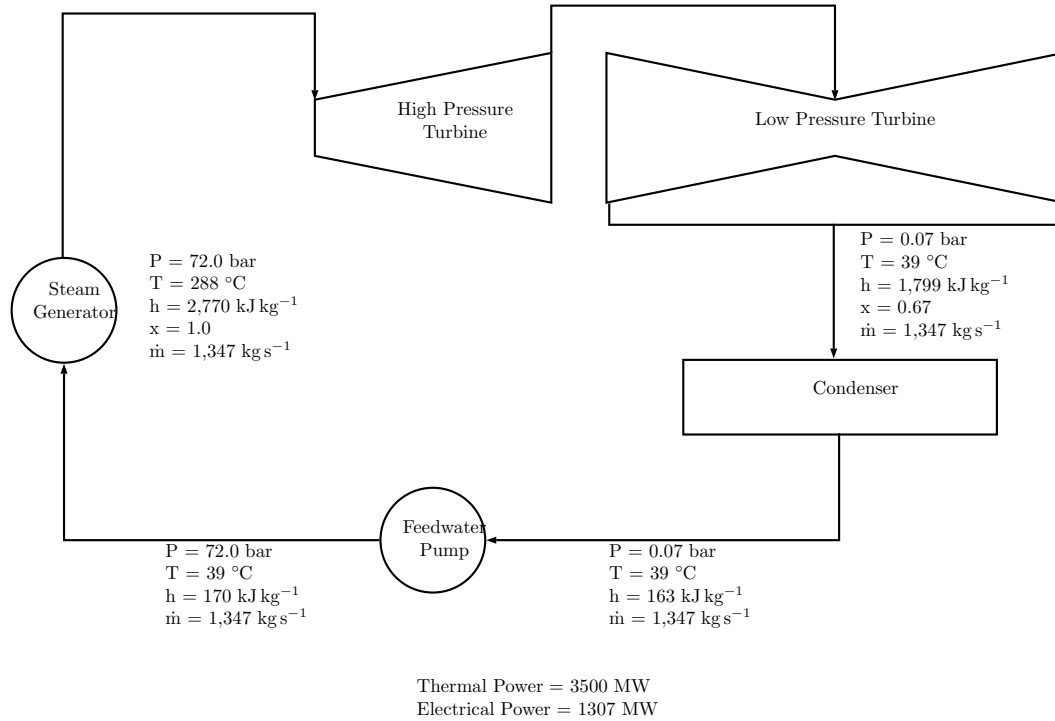 High Pressure
Turbine
Low Pressure Turbine
Steam
Generator
P = 72.0 bar
T = 288 °C
h = 2,770 kJ kg⁻¹
x = 1.0
ṁ = 1,347 kg s⁻¹
P = 0.07 bar
T = 39 °C
h = 1,799 kJ kg⁻¹
x = 0.67
ṁ = 1,347 kg s⁻¹
Condenser
Feedwater
Pump
P = 72.0 bar
T = 39 °C
h = 170 kJ kg⁻¹
ṁ = 1,347 kg s⁻¹
P = 0.07 bar
T = 39 °C
h = 163 kJ kg⁻¹
ṁ = 1,347 kg s⁻¹
Thermal Power = 3500 MW
Electrical Power = 1307 MW